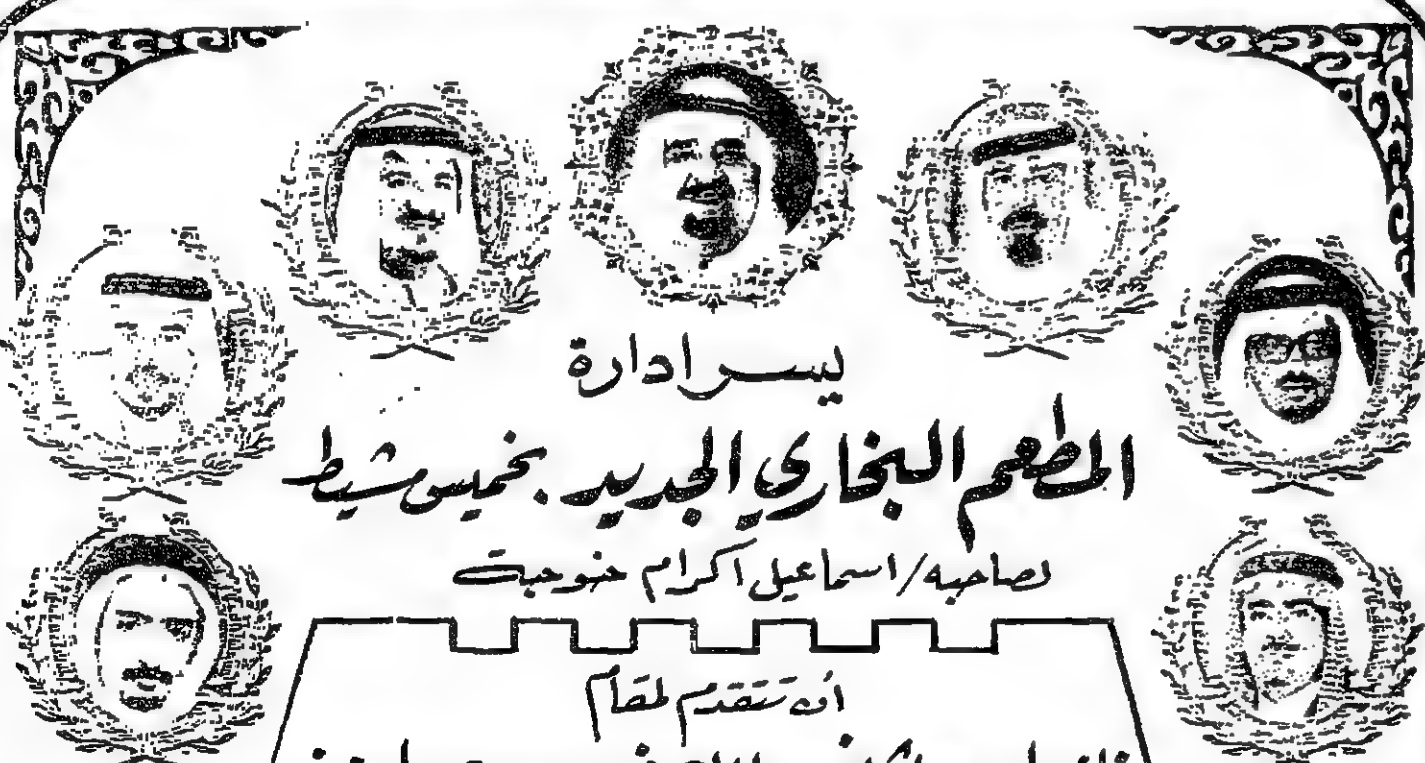 يسر ادارة
المطعم البخاري الجديد بخميس مشيط
لصاحبه/اسماعيل اكرام خوجة
أن تتقدم لمقام